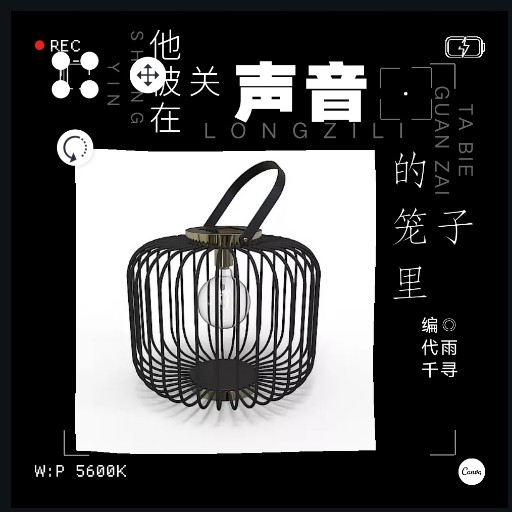 REC
他被关
在
声音
SHENG
YIN
LONGZILI
TA BIE
GUAN ZAI
的
笼子
里
编◎
代雨
千寻
W:P 5600K
Canva